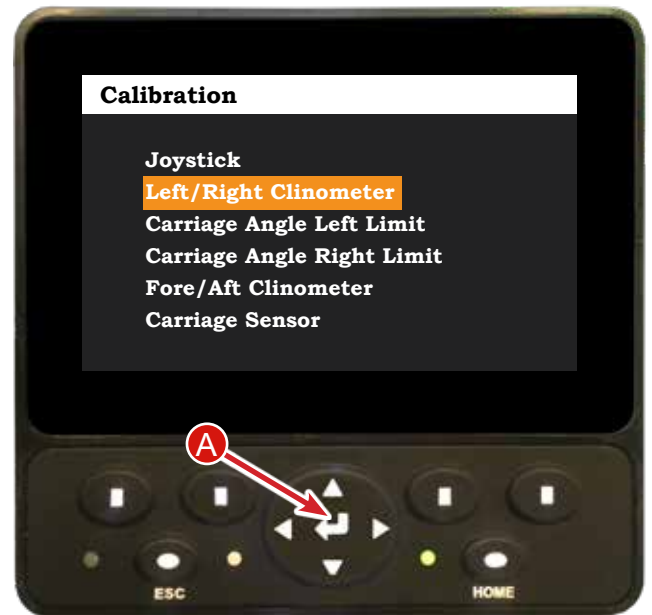 Calibration
Joystick
Left/Right Clinometer
Carriage Angle Left Limit
Carriage Angle Right Limit
Fore/Aft Clinometer
Carriage Sensor
A
ESC
HOME